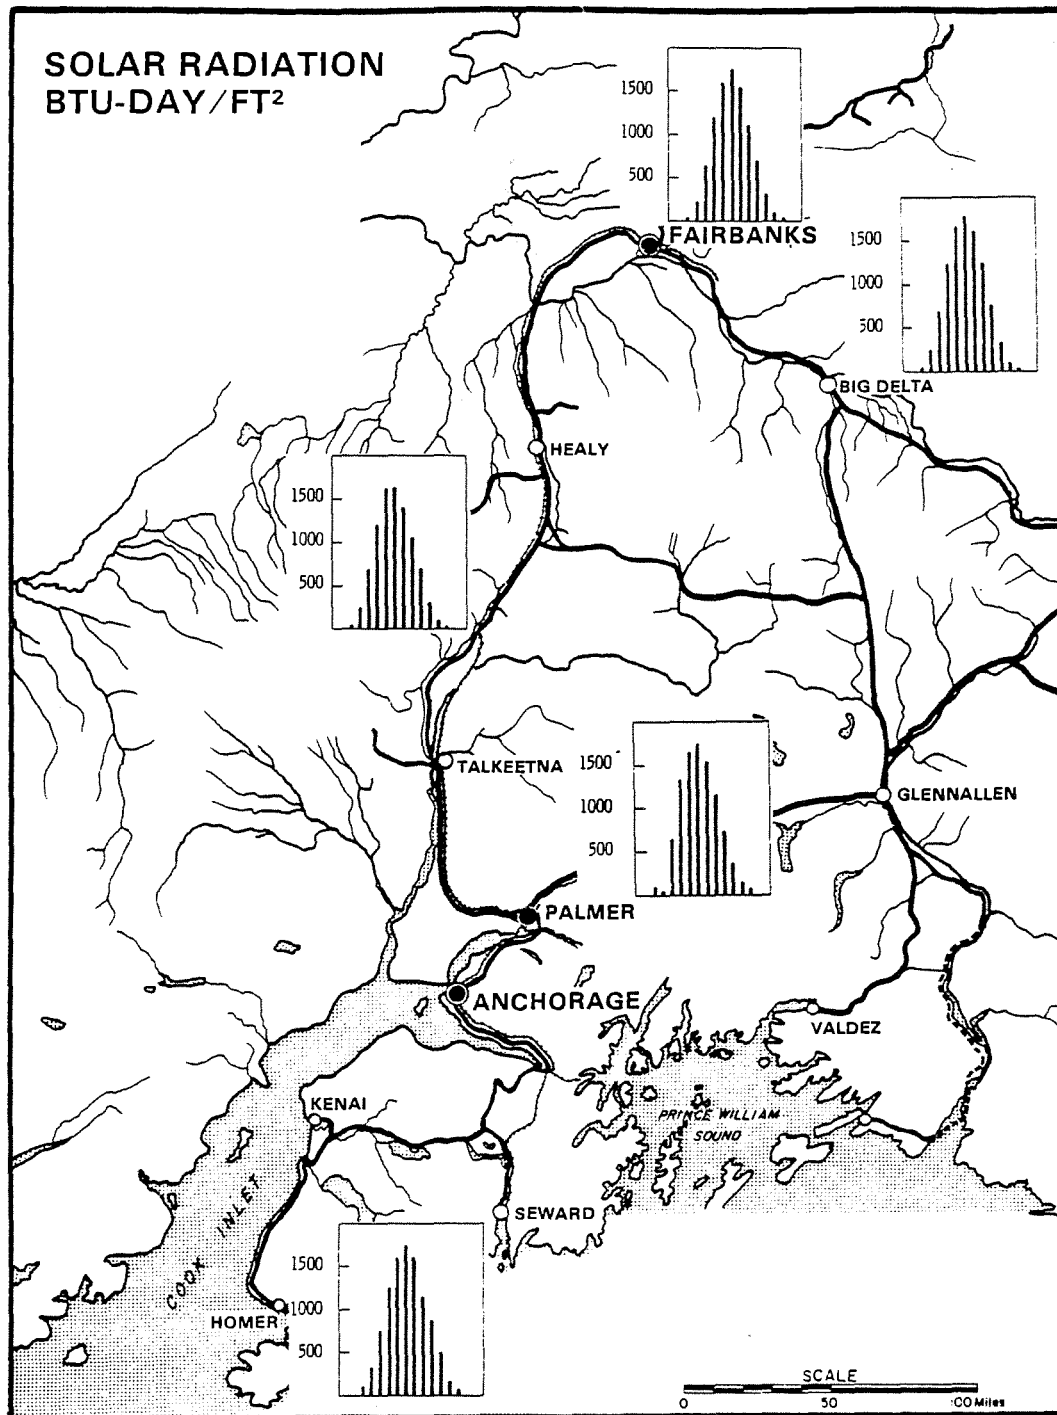 SOLAR RADIATION
BTU-DAY/FT²
1500
1000
500
FAIRBANKS
1500
1000
500
BIG DELTA
HEALY
1500
1000
500
TALKEETNA
1500
1000
500
GLENNALLEN
PALMER
ANCHORAGE
VALDEZ
KENAI
PRINCE WILLIAM
SOUND
SEWARD
COOK INLET
1500
1000
500
HOMER
SCALE
0 50 100 Miles